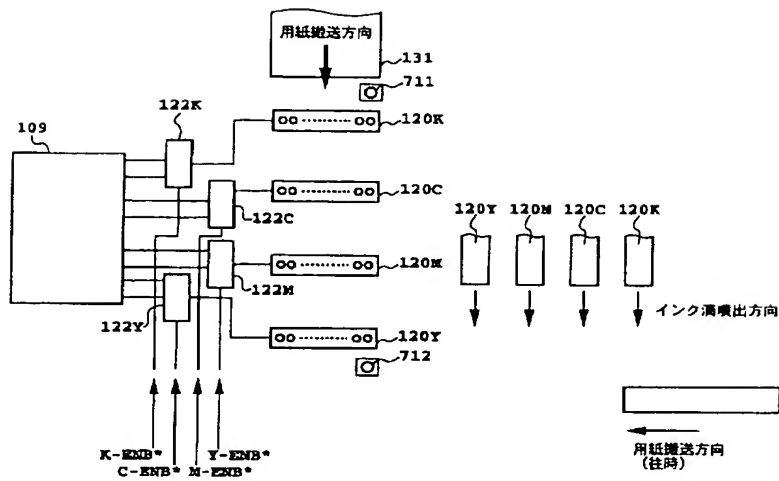 用紙搬送方向
131
711
122K
109
120K
120C
122C
120M
122M
122Y
120Y
712
K-ENB*
Y-ENB*
C-ENB*
M-ENB*
120Y
120M
120C
120K
インク滴噴出方向
用紙搬送方向
(往時)